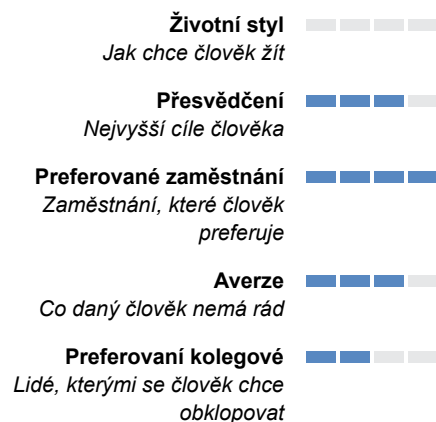 Životní styl
Jak chce člověk žít
Přesvědčení
Nejvyšší cíle člověka
Preferované zaměstnání
Zaměstnání, které člověk
preferuje
Averze
Co daný člověk nemá rád
Preferovaní kolegové
Lidé, kterými se člověk chce
obklopovat